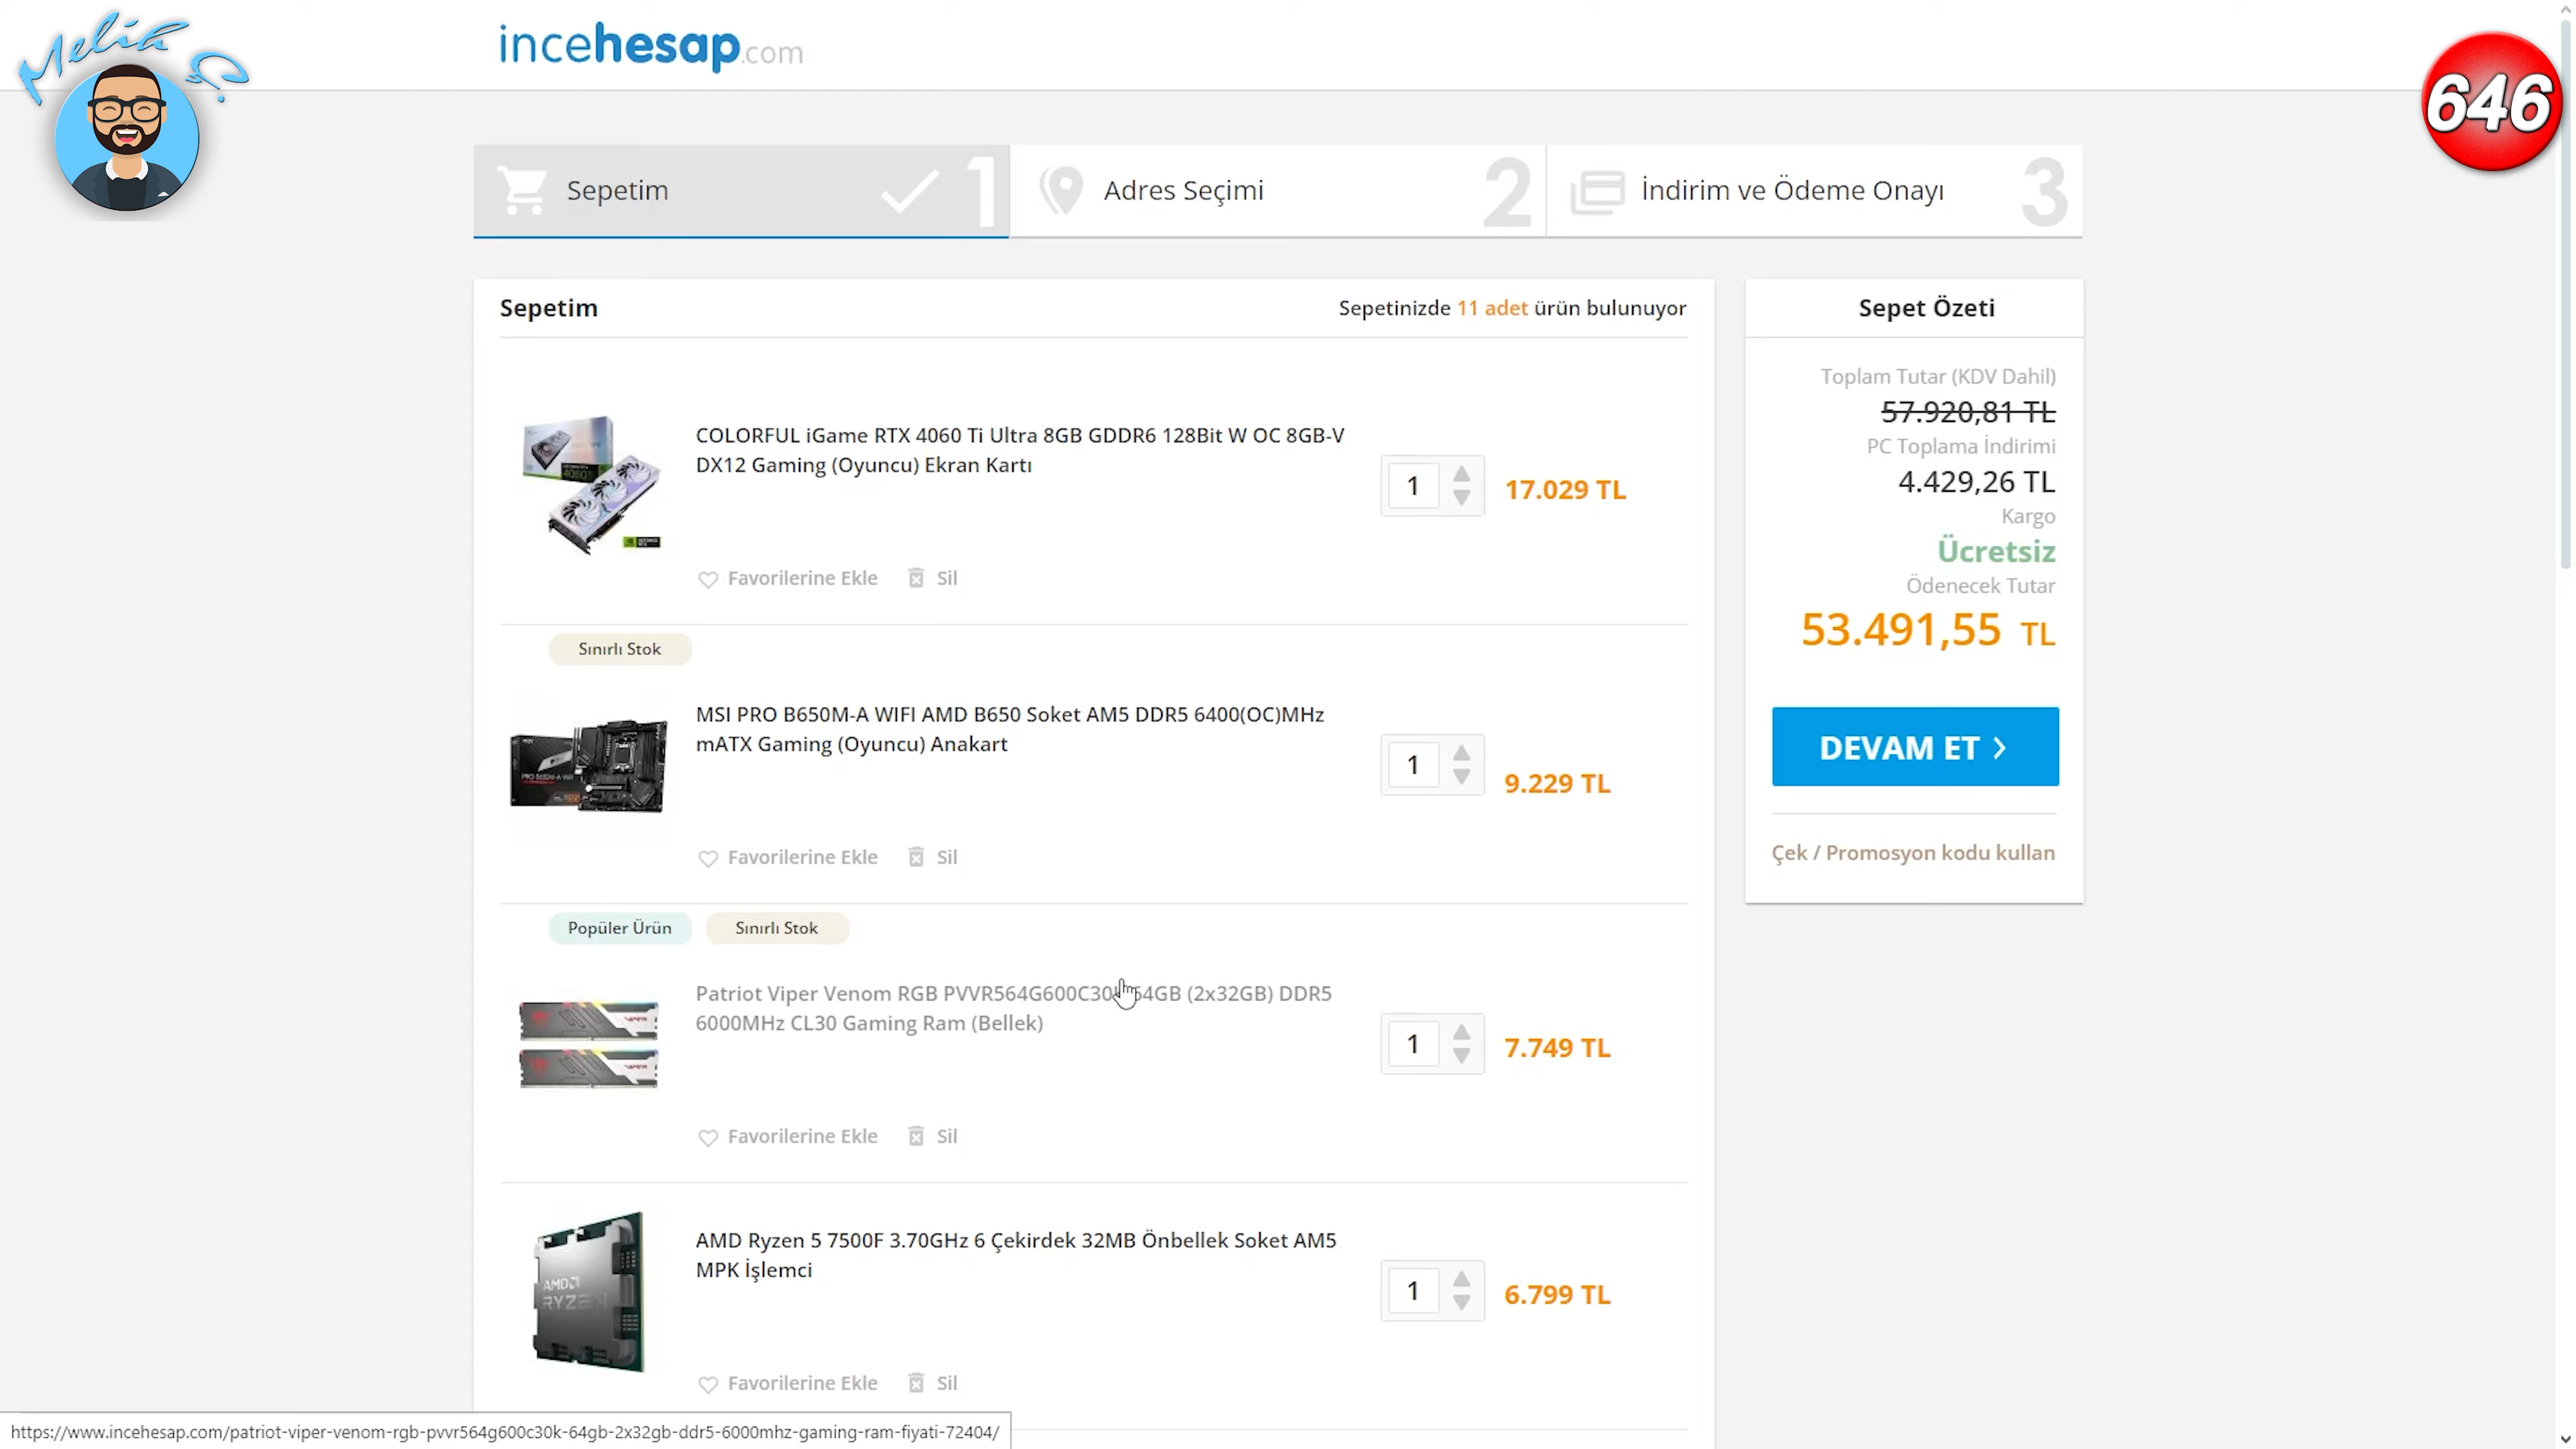 Melih Ş
incehesap.com
646
Sepetim 1
Adres Seçimi 2
İndirim ve Ödeme Onayı 3
Sepetim
Sepetinizde 11 adet ürün bulunuyor
COLORFUL iGame RTX 4060 Ti Ultra 8GB GDDR6 128Bit W OC 8GB-V
DX12 Gaming (Oyuncu) Ekran Kartı
1
17.029 TL
Favorilerine Ekle Sil
Sınırlı Stok
MSI PRO B650M-A WIFI AMD B650 Soket AM5 DDR5 6400(OC)MHz
mATX Gaming (Oyuncu) Anakart
1
9.229 TL
Favorilerine Ekle Sil
Popüler Ürün Sınırlı Stok
Patriot Viper Venom RGB PVVR564G600C30K 64GB (2x32GB) DDR5
6000MHz CL30 Gaming Ram (Bellek)
1
7.749 TL
Favorilerine Ekle Sil
AMD
RYZEN
AMD Ryzen 5 7500F 3.70GHz 6 Çekirdek 32MB Önbellek Soket AM5
MPK İşlemci
1
6.799 TL
Favorilerine Ekle Sil
Sepet Özeti
Toplam Tutar (KDV Dahil)
57.920,81 TL
PC Toplama İndirimi
4.429,26 TL
Kargo
Ücretsiz
Ödenecek Tutar
53.491,55 TL
DEVAM ET
Çek / Promosyon kodu kullan
https://www.incehesap.com/patriot-viper-venom-rgb-pvvr564g600c30k-64gb-2x32gb-ddr5-6000mhz-gaming-ram-fiyati-72404/